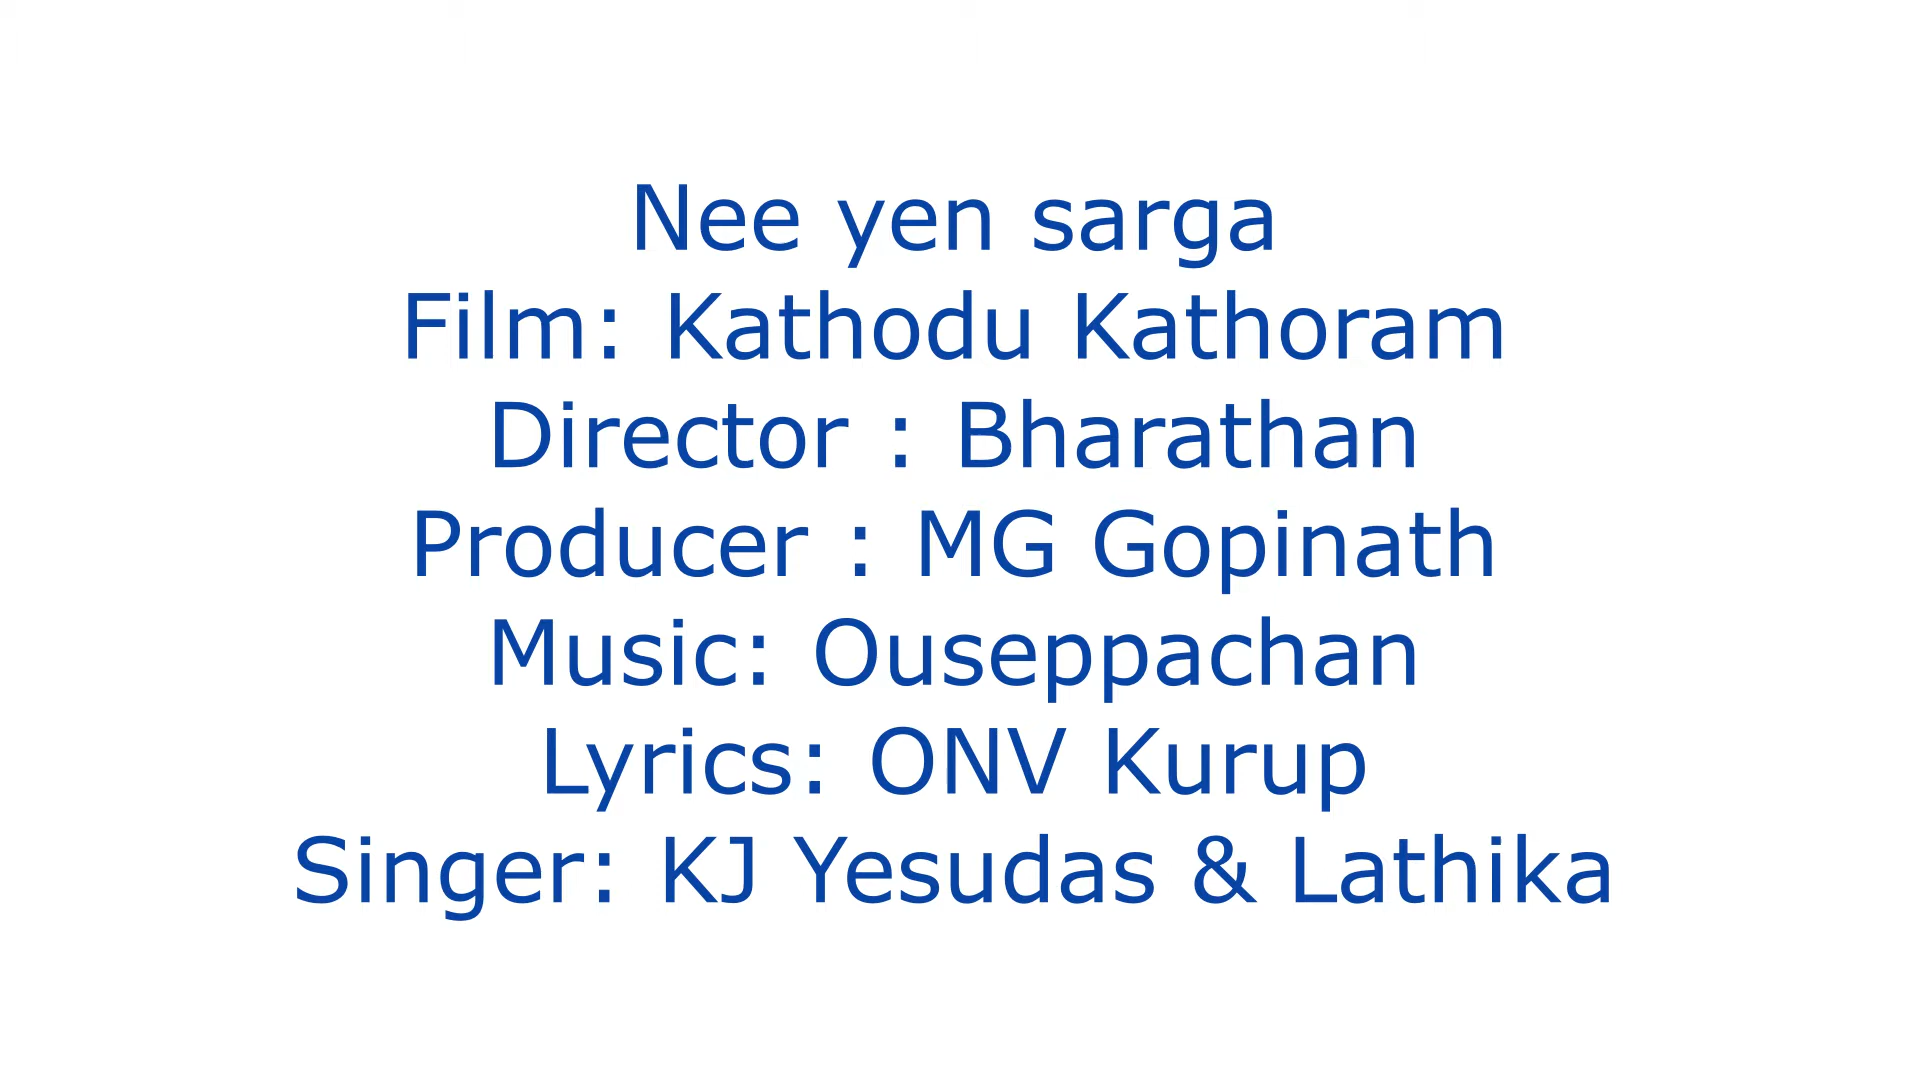 Nee yen sarga
Film: Kathodu Kathoram
Director : Bharathan
Producer : MG Gopinath
Music: Ouseppachan
Lyrics: ONV Kurup
Singer: KJ Yesudas & Lathika